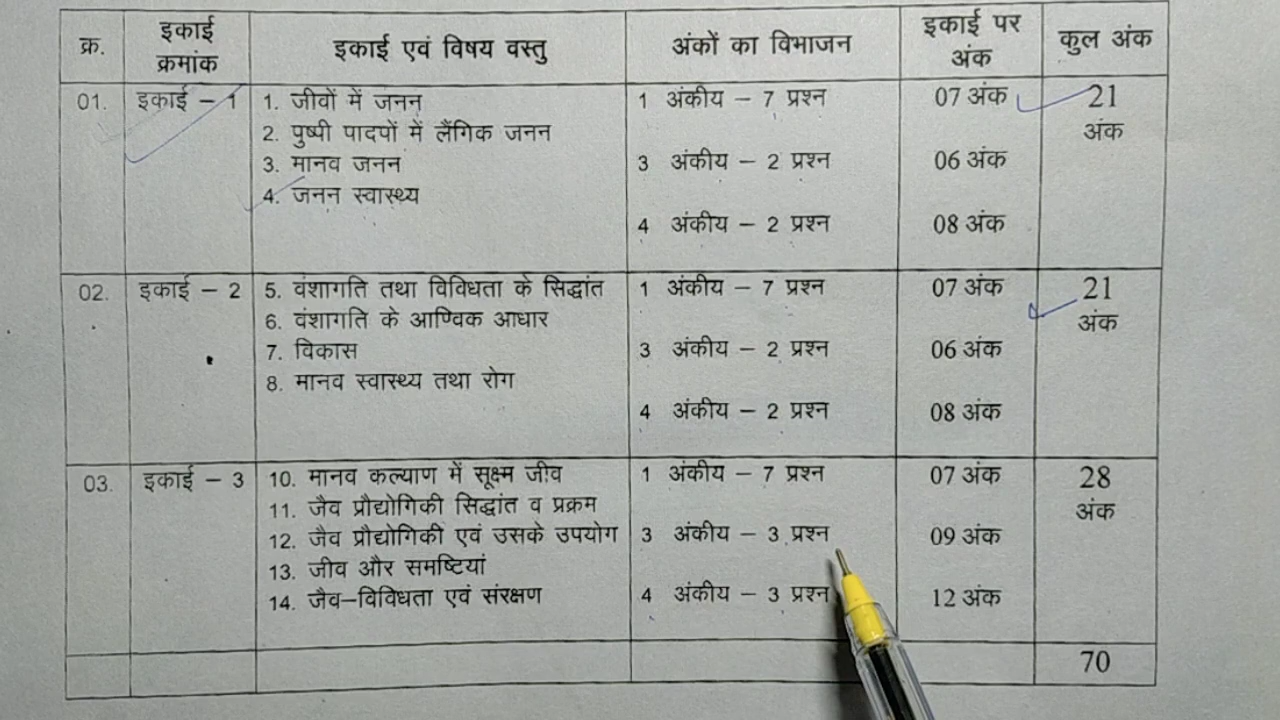 क्र. इकाई क्रमांक इकाई एवं विषय वस्तु अंकों का विभाजन इकाई पर अंक कुल अंक
01. इकाई – 1 1. जीवों में जनन 1 अंकीय – 7 प्रश्न 07 अंक 21
2. पुष्पी पादपों में लैंगिक जनन अंक
3. मानव जनन 3 अंकीय – 2 प्रश्न 06 अंक
4. जनन स्वास्थ्य
4 अंकीय – 2 प्रश्न 08 अंक
02. इकाई – 2 5. वंशागति तथा विविधता के सिद्धांत 1 अंकीय – 7 प्रश्न 07 अंक 21
6. वंशागति के आण्विक आधार अंक
7. विकास 3 अंकीय – 2 प्रश्न 06 अंक
8. मानव स्वास्थ्य तथा रोग
4 अंकीय – 2 प्रश्न 08 अंक
03. इकाई – 3 10. मानव कल्याण में सूक्ष्म जीव 1 अंकीय – 7 प्रश्न 07 अंक 28
11. जैव प्रौद्योगिकी सिद्धांत व प्रक्रम अंक
12. जैव प्रौद्योगिकी एवं उसके उपयोग 3 अंकीय – 3 प्रश्न 09 अंक
13. जीव और समष्टियां
14. जैव–विविधता एवं संरक्षण 4 अंकीय – 3 प्रश्न 12 अंक
70